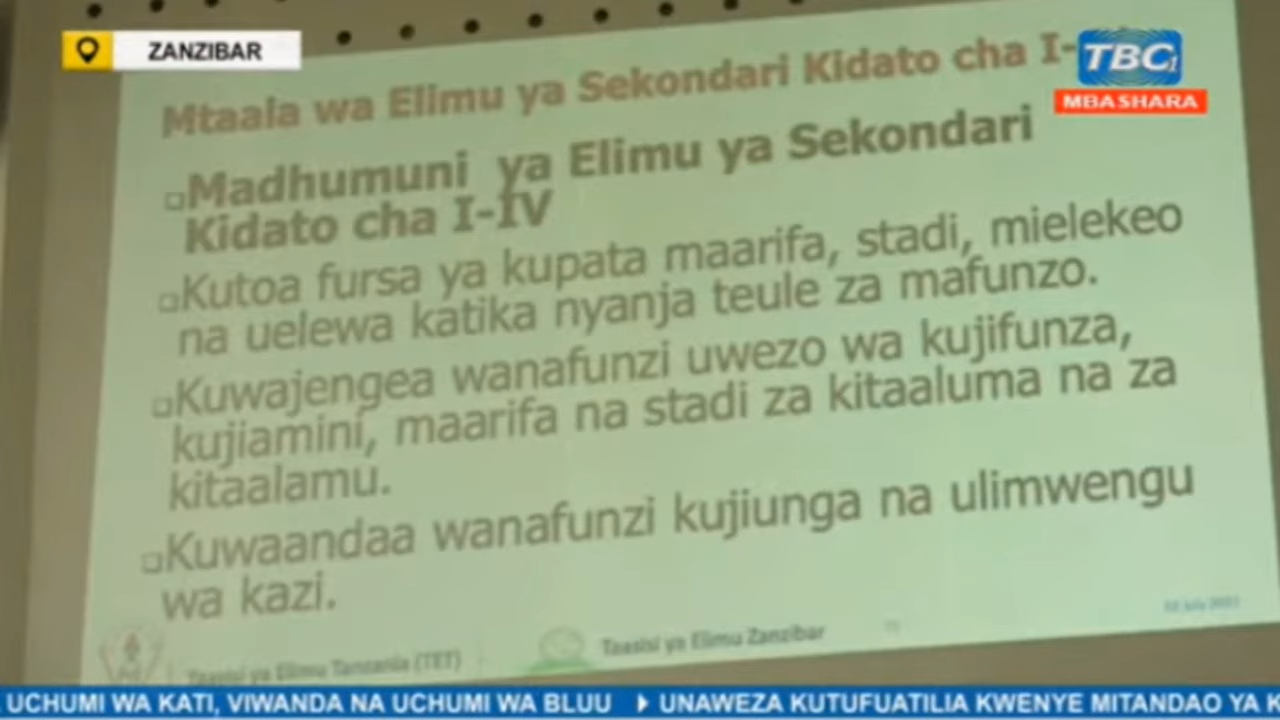 ZANZIBAR
TBC1
MBASHARA
Mtaala wa Elimu ya Sekondari Kidato cha I-
Madhumuni ya Elimu ya Sekondari
Kidato cha I-IV
Kutoa fursa ya kupata maarifa, stadi, mielekeo
na uelewa katika nyanja teule za mafunzo.
Kuwajengea wanafunzi uwezo wa kujifunza,
kujiamini, maarifa na stadi za kitaaluma na za
kitaalamu.
Kuwaandaa wanafunzi kujiunga na ulimwengu
wa kazi.
Taasisi ya Elimu Tanzania (TET)
Taasisi ya Elimu Zanzibar
UCHUMI WA KATI, VIWANDA NA UCHUMI WA BLUU
UNAWEZA KUTUFUATILIA KWENYE MITANDAO YA K